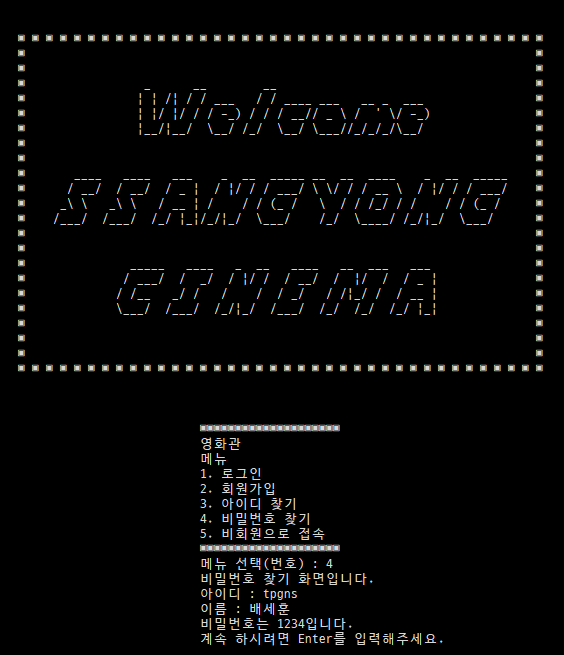 Welcome
SSANGYONG
CINEMA
영화관
메뉴
1. 로그인
2. 회원가입
3. 아이디 찾기
4. 비밀번호 찾기
5. 비회원으로 접속
메뉴 선택(번호) : 4
비밀번호 찾기 화면입니다.
아이디 : tpgns
이름 : 배세훈
비밀번호는 1234입니다.
계속 하시려면 Enter를 입력해주세요.